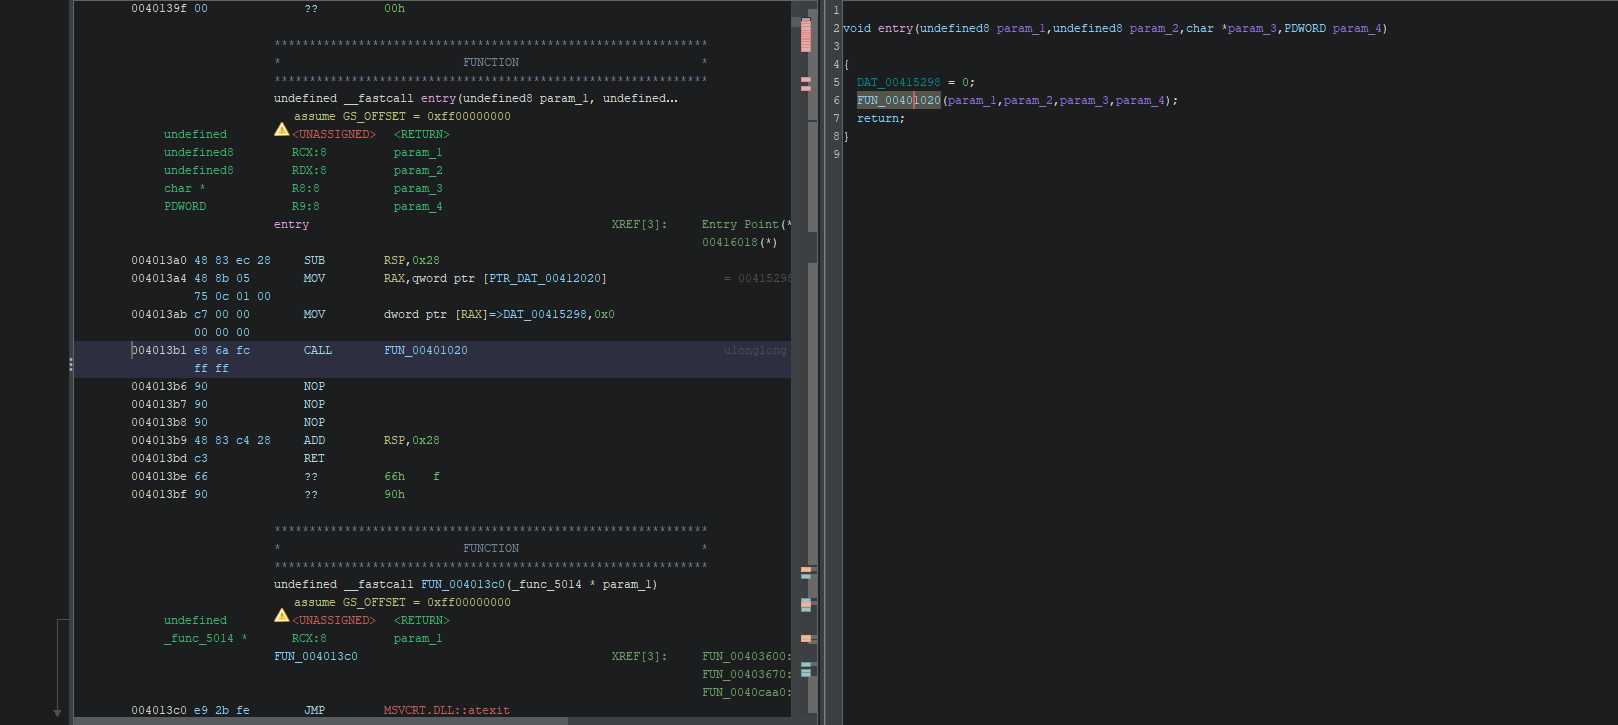 0040139f 00 ?? 00h
**************************************************************
* FUNCTION *
**************************************************************
undefined __fastcall entry(undefined8 param_1, undefined...
assume GS_OFFSET = 0xff00000000
undefined <UNASSIGNED> <RETURN>
undefined8 RCX:8 param_1
undefined8 RDX:8 param_2
char * R8:8 param_3
PDWORD R9:8 param_4
entry XREF[3]: Entry Point(*
00416018(*)
004013a0 48 83 ec 28 SUB RSP,0x28
004013a4 48 8b 05 MOV RAX,qword ptr [PTR_DAT_00412020] = 00415298
75 0c 01 00
004013ab c7 00 00 MOV dword ptr [RAX]=>DAT_00415298,0x0
00 00 00
004013b1 e8 6a fc CALL FUN_00401020 ulonglong
ff ff
004013b6 90 NOP
004013b7 90 NOP
004013b8 90 NOP
004013b9 48 83 c4 28 ADD RSP,0x28
004013bd c3 RET
004013be 66 ?? 66h f
004013bf 90 ?? 90h
**************************************************************
* FUNCTION *
**************************************************************
undefined __fastcall FUN_004013c0(_func_5014 * param_1)
assume GS_OFFSET = 0xff00000000
undefined <UNASSIGNED> <RETURN>
_func_5014 * RCX:8 param_1
FUN_004013c0 XREF[3]: FUN_00403600:
FUN_00403670:
FUN_0040caa0:
004013c0 e9 2b fe JMP MSVCRT.DLL::atexit
1
2 void entry(undefined8 param_1,undefined8 param_2,char *param_3,PDWORD param_4)
3
4 {
5 DAT_00415298 = 0;
6 FUN_00401020(param_1,param_2,param_3,param_4);
7 return;
8 }
9